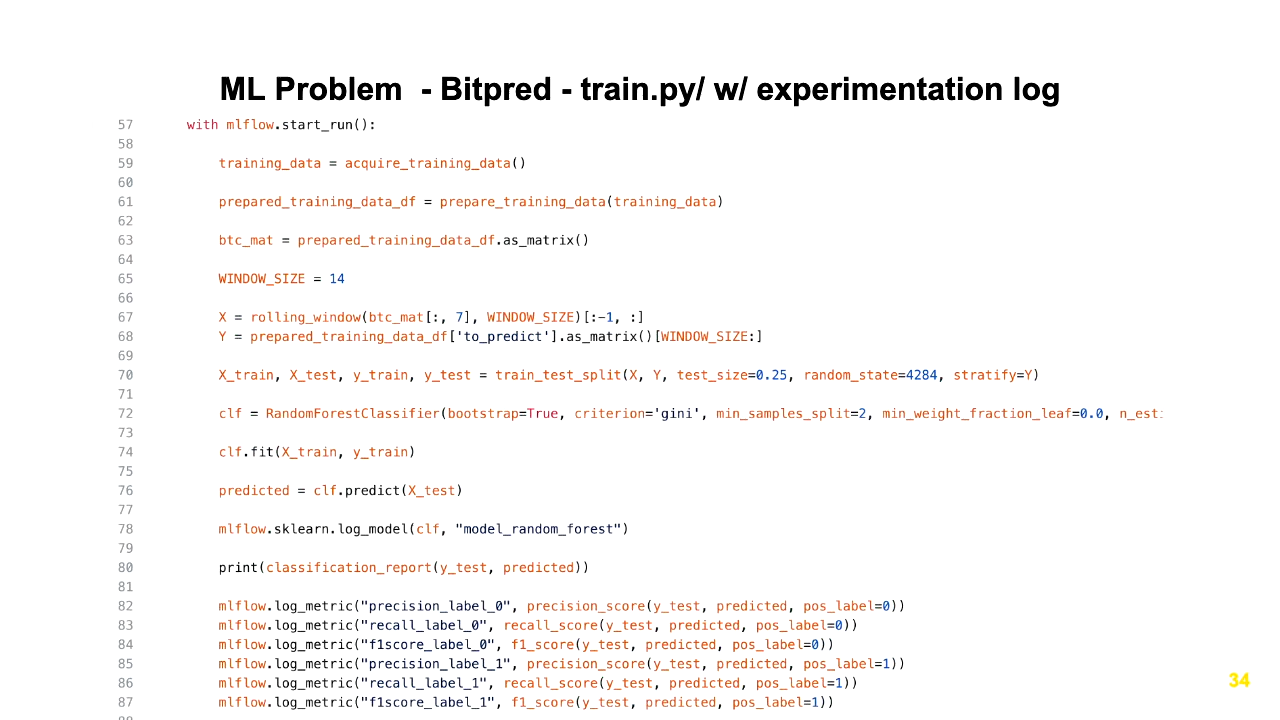 ML Problem  - Bitpred - train.py/ w/ experimentation log
57 with mlflow.start_run():
58
59 training_data = acquire_training_data()
60
61 prepared_training_data_df = prepare_training_data(training_data)
62
63 btc_mat = prepared_training_data_df.as_matrix()
64
65 WINDOW_SIZE = 14
66
67 X = rolling_window(btc_mat[:, 7], WINDOW_SIZE)[:-1, :]
68 Y = prepared_training_data_df['to_predict'].as_matrix()[WINDOW_SIZE:]
69
70 X_train, X_test, y_train, y_test = train_test_split(X, Y, test_size=0.25, random_state=4284, stratify=Y)
71
72 clf = RandomForestClassifier(bootstrap=True, criterion='gini', min_samples_split=2, min_weight_fraction_leaf=0.0, n_est
73
74 clf.fit(X_train, y_train)
75
76 predicted = clf.predict(X_test)
77
78 mlflow.sklearn.log_model(clf, "model_random_forest")
79
80 print(classification_report(y_test, predicted))
81
82 mlflow.log_metric("precision_label_0", precision_score(y_test, predicted, pos_label=0))
83 mlflow.log_metric("recall_label_0", recall_score(y_test, predicted, pos_label=0))
84 mlflow.log_metric("f1score_label_0", f1_score(y_test, predicted, pos_label=0))
85 mlflow.log_metric("precision_label_1", precision_score(y_test, predicted, pos_label=1))
86 mlflow.log_metric("recall_label_1", recall_score(y_test, predicted, pos_label=1))
87 mlflow.log_metric("f1score_label_1", f1_score(y_test, predicted, pos_label=1))
34